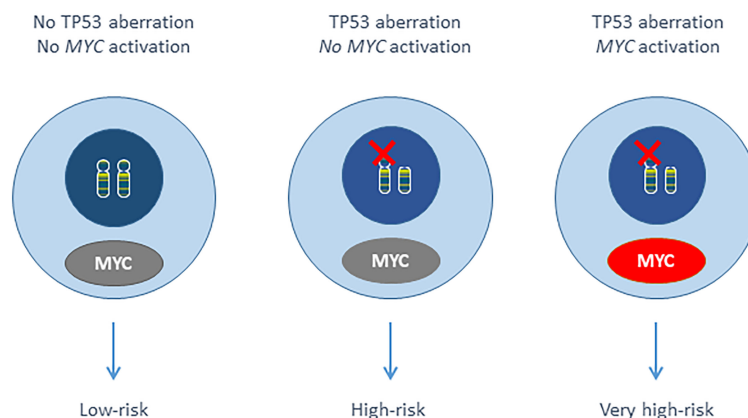 No TP53 aberration
No MYC activation
TP53 aberration
No MYC activation
TP53 aberration
MYC activation
MYC
MYC
MYC
Low-risk
High-risk
Very high-risk